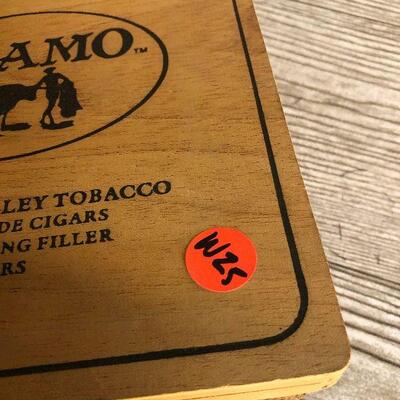 AMO™
LEY TOBACCO
DE CIGARS
NG FILLER
RS
W25